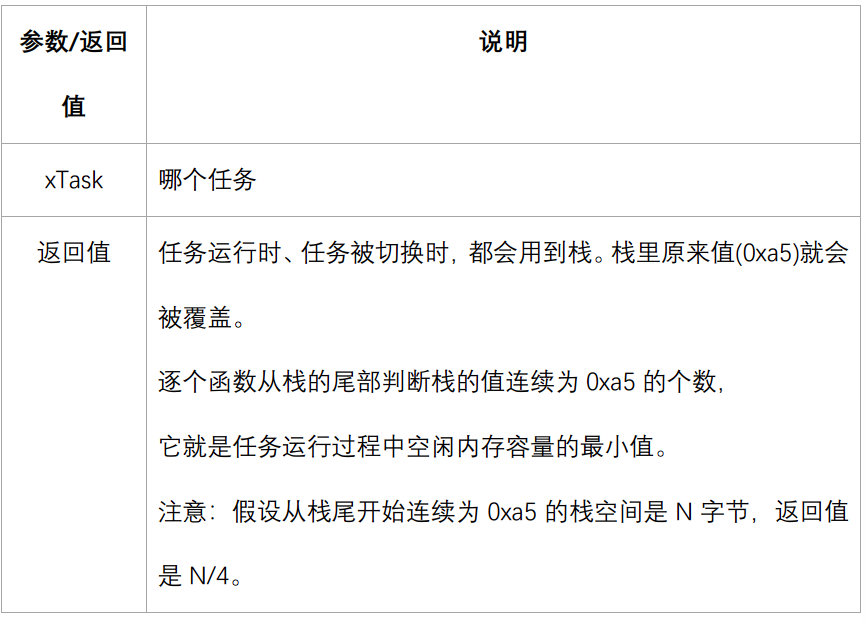 参数/返回
值
说明
xTask
哪个任务
返回值
任务运行时、任务被切换时，都会用到栈。栈里原来值(0xa5)就会
被覆盖。
逐个函数从栈的尾部判断栈的值连续为 0xa5 的个数，
它就是任务运行过程中空闲内存容量的最小值。
注意：假设从栈尾开始连续为 0xa5 的栈空间是 N 字节，返回值
是 N/4。